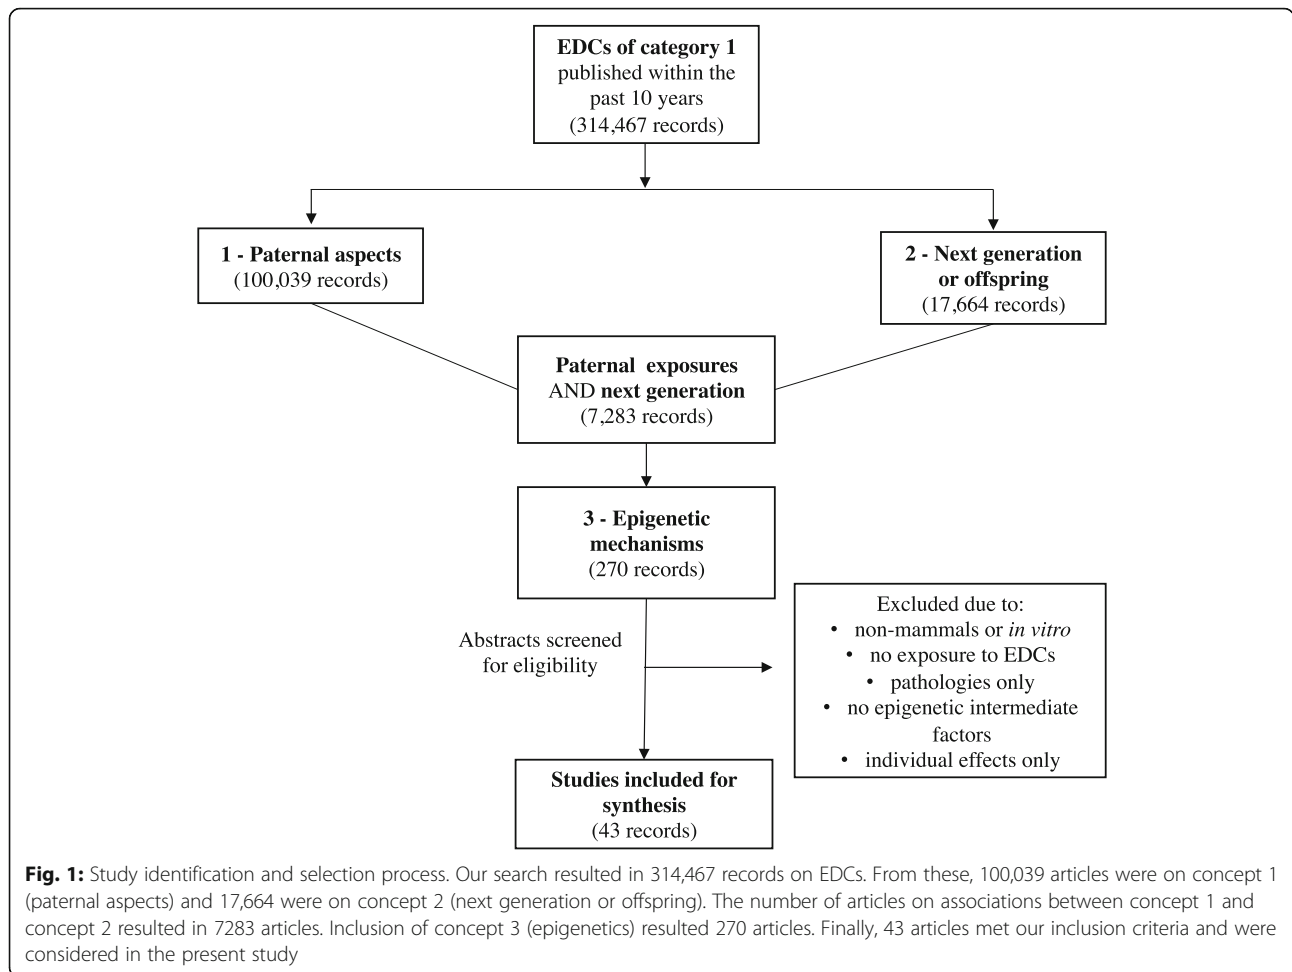 EDCs of category 1
published within the
past 10 years
(314,467 records)
1 - Paternal aspects
(100,039 records)
2 - Next generation
or offspring
(17,664 records)
Paternal exposures
AND next generation
(7,283 records)
3 - Epigenetic
mechanisms
(270 records)
Abstracts screened
for eligibility
Excluded due to:
• non-mammals or in vitro
• no exposure to EDCs
• pathologies only
• no epigenetic intermediate
factors
• individual effects only
Studies included for
synthesis
(43 records)
Fig. 1: Study identification and selection process. Our search resulted in 314,467 records on EDCs. From these, 100,039 articles were on concept 1
(paternal aspects) and 17,664 were on concept 2 (next generation or offspring). The number of articles on associations between concept 1 and
concept 2 resulted in 7283 articles. Inclusion of concept 3 (epigenetics) resulted 270 articles. Finally, 43 articles met our inclusion criteria and were
considered in the present study